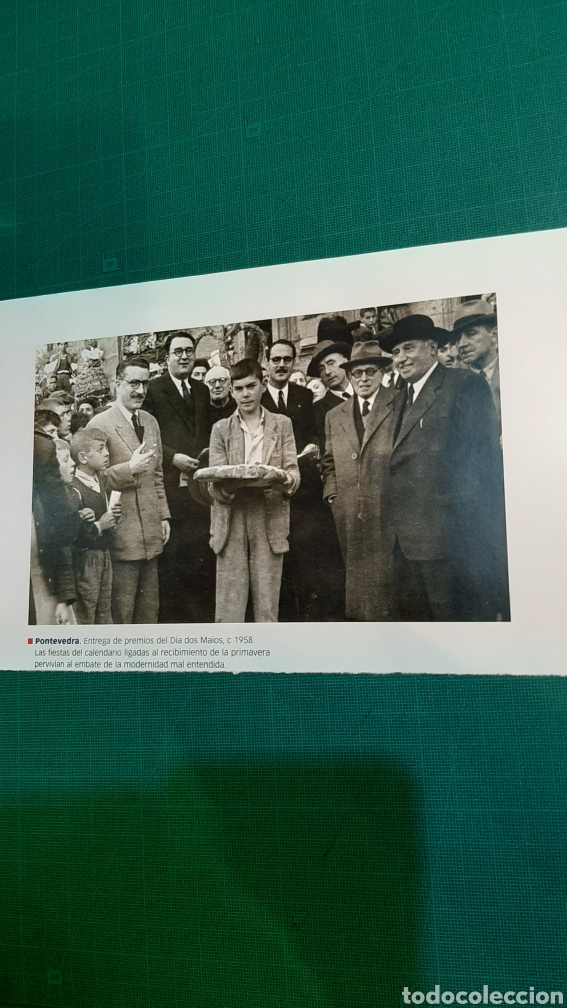 Pontevedra. Entrega de premios del Día dos Maios, c 1958.
Las fiestas del calendario ligadas al recibimiento de la primavera
pervivían al embate de la modernidad mal entendida.
todocoleccion